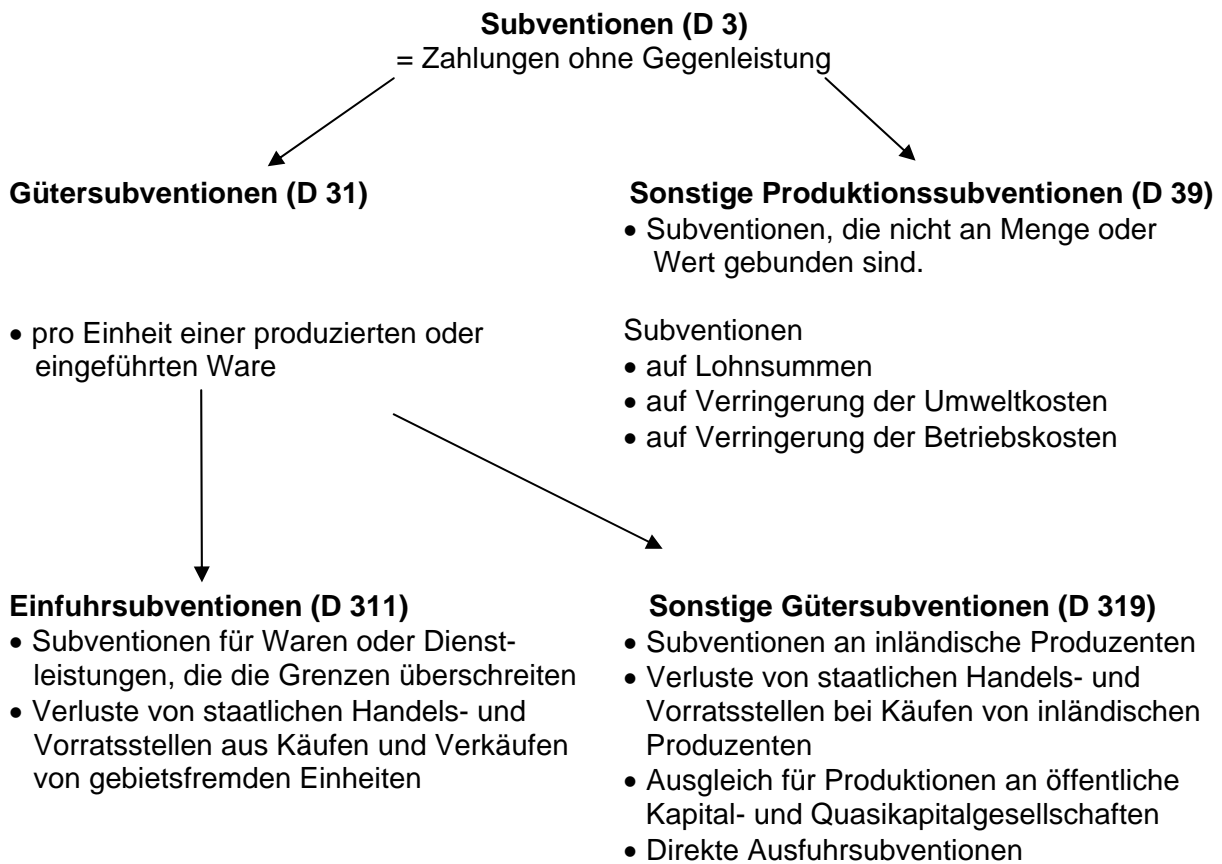 Subventionen (D 3)
= Zahlungen ohne Gegenleistung
Gütersubventionen (D 31)
• pro Einheit einer produzierten oder
eingeführten Ware
Sonstige Produktionssubventionen (D 39)
• Subventionen, die nicht an Menge oder
Wert gebunden sind.
Subventionen
• auf Lohnsummen
• auf Verringerung der Umweltkosten
• auf Verringerung der Betriebskosten
Einfuhrsubventionen (D 311)
• Subventionen für Waren oder Dienst-
leistungen, die die Grenzen überschreiten
• Verluste von staatlichen Handels- und
Vorratsstellen aus Käufen und Verkäufen
von gebietsfremden Einheiten
Sonstige Gütersubventionen (D 319)
• Subventionen an inländische Produzenten
• Verluste von staatlichen Handels- und
Vorratsstellen bei Käufen von inländischen
Produzenten
• Ausgleich für Produktionen an öffentliche
Kapital- und Quasikapitalgesellschaften
• Direkte Ausfuhrsubventionen